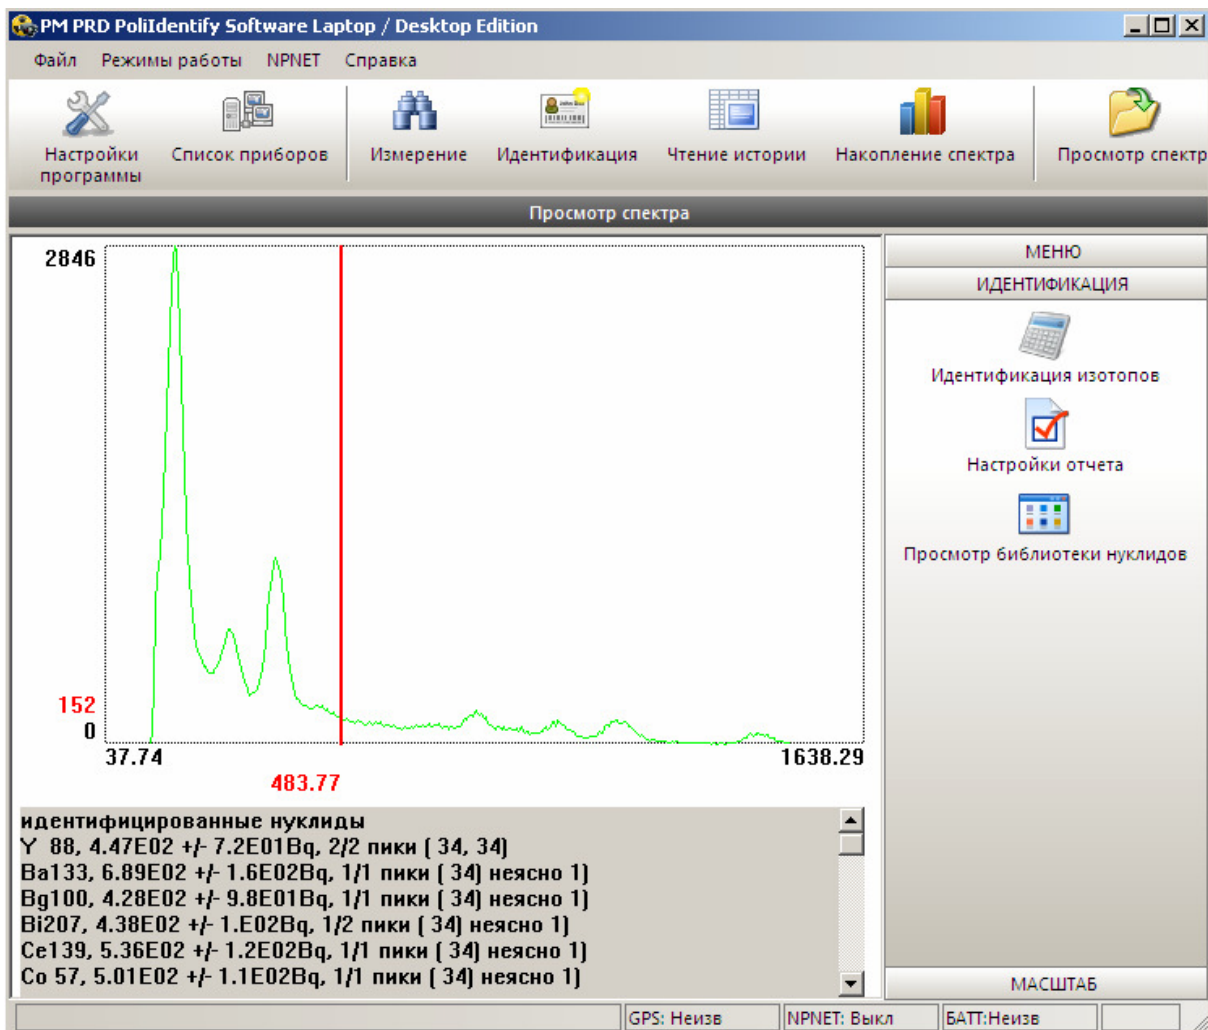 PM PRD PoliIdentify Software Laptop / Desktop Edition
Файл Режимы работы NPNET Справка
Настройки программы
Список приборов
Измерение
Идентификация
Чтение истории
Накопление спектра
Просмотр спектр
Просмотр спектра
2846
152
0
37.74
1638.29
483.77
идентифицированные нуклиды
Y 88, 4.47E02 +/- 7.2E01Bq, 2/2 пики ( 34, 34)
Ba133, 6.89E02 +/- 1.6E02Bq, 1/1 пики ( 34) неясно 1)
Bg100, 4.28E02 +/- 9.8E01Bq, 1/1 пики ( 34) неясно 1)
Bi207, 4.38E02 +/- 1.E02Bq, 1/2 пики ( 34) неясно 1)
Ce139, 5.36E02 +/- 1.2E02Bq, 1/1 пики ( 34) неясно 1)
Co 57, 5.01E02 +/- 1.1E02Bq, 1/1 пики ( 34) неясно 1)
МЕНЮ
ИДЕНТИФИКАЦИЯ
Идентификация изотопов
Настройки отчета
Просмотр библиотеки нуклидов
МАСШТАБ
GPS: Неизв
NPNET: Выкл
БАТТ:Неизв